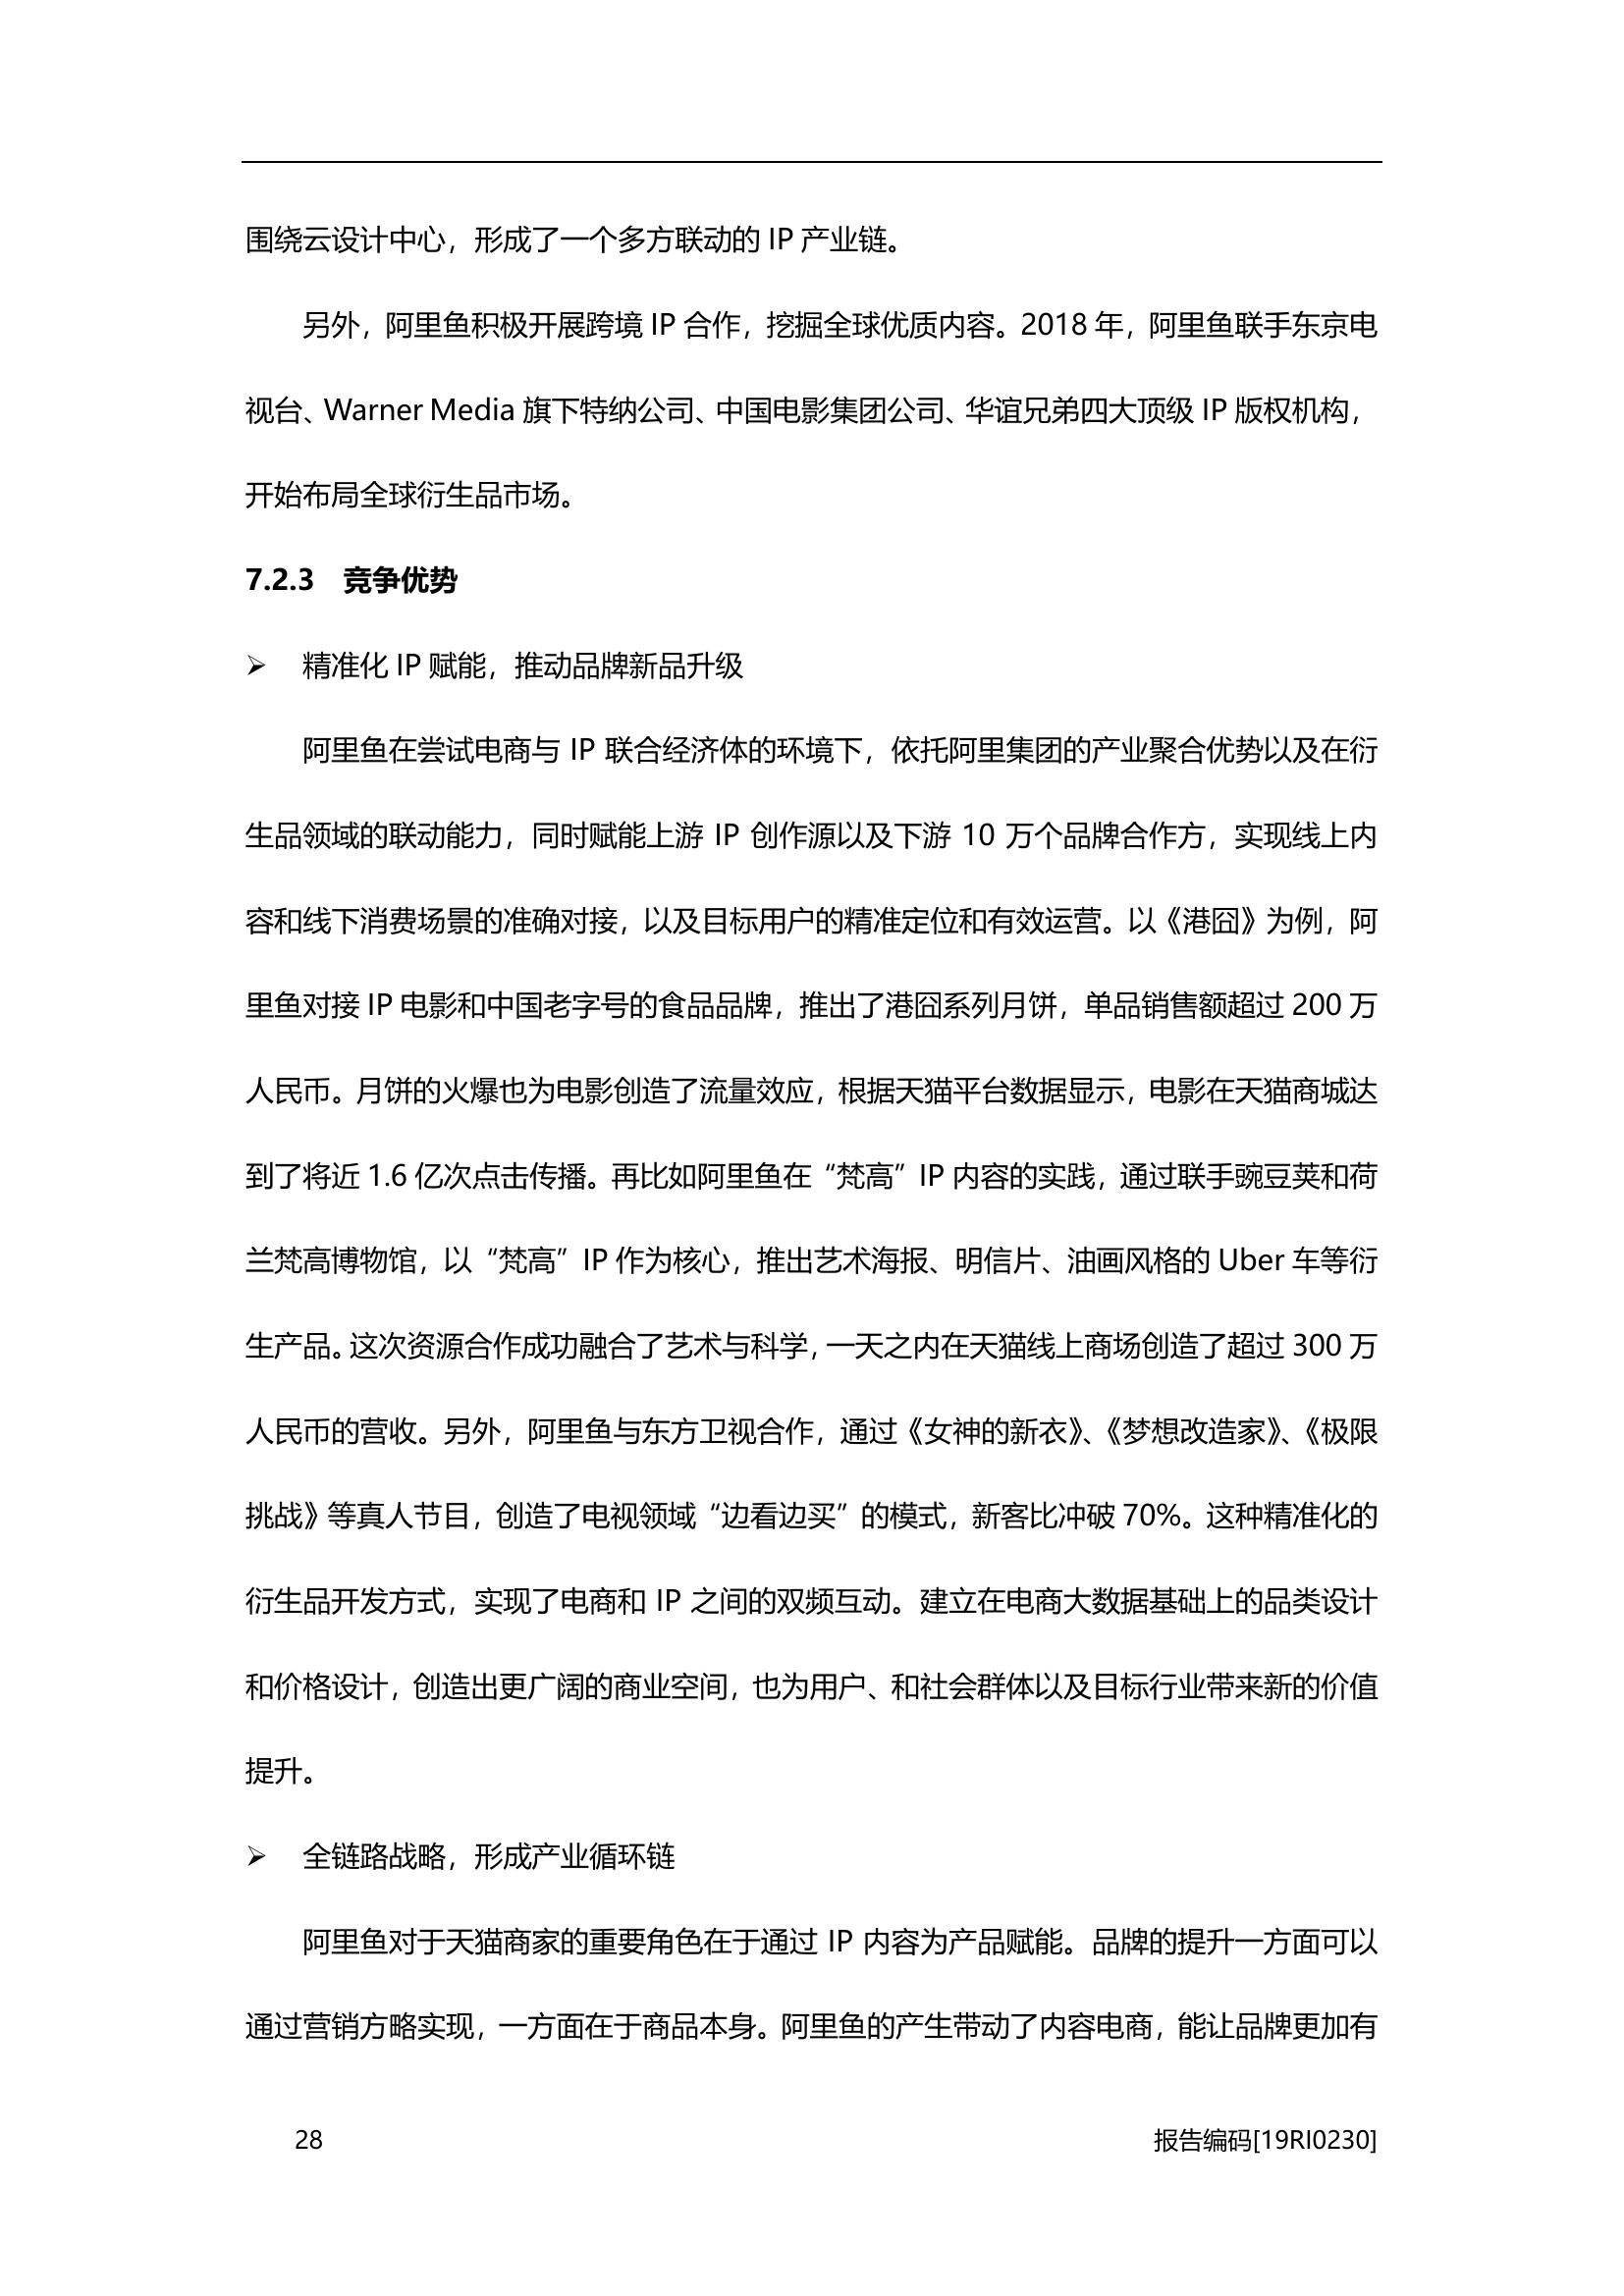 围绕云设计中心，形成了一个多方联动的 IP 产业链。
另外，阿里鱼积极开展跨境 IP 合作，挖掘全球优质内容。2018 年，阿里鱼联手东京电
视台、Warner Media 旗下特纳公司、中国电影集团公司、华谊兄弟四大顶级 IP 版权机构，
开始布局全球衍生品市场。
7.2.3 竞争优势
➢ 精准化 IP 赋能，推动品牌新品升级
阿里鱼在尝试电商与 IP 联合经济体的环境下，依托阿里集团的产业聚合优势以及在衍
生品领域的联动能力，同时赋能上游 IP 创作源以及下游 10 万个品牌合作方，实现线上内
容和线下消费场景的准确对接，以及目标用户的精准定位和有效运营。以《港囧》为例，阿
里鱼对接 IP 电影和中国老字号的食品品牌，推出了港囧系列月饼，单品销售额超过 200 万
人民币。月饼的火爆也为电影创造了流量效应，根据天猫平台数据显示，电影在天猫商城达
到了将近 1.6 亿次点击传播。再比如阿里鱼在“梵高”IP 内容的实践，通过联手豌豆荚和荷
兰梵高博物馆，以“梵高”IP 作为核心，推出艺术海报、明信片、油画风格的 Uber 车等衍
生产品。这次资源合作成功融合了艺术与科学，一天之内在天猫线上商场创造了超过 300 万
人民币的营收。另外，阿里鱼与东方卫视合作，通过《女神的新衣》、《梦想改造家》、《极限
挑战》等真人节目，创造了电视领域“边看边买”的模式，新客比冲破 70%。这种精准化的
衍生品开发方式，实现了电商和 IP 之间的双频互动。建立在电商大数据基础上的品类设计
和价格设计，创造出更广阔的商业空间，也为用户、和社会群体以及目标行业带来新的价值
提升。
➢ 全链路战略，形成产业循环链
阿里鱼对于天猫商家的重要角色在于通过 IP 内容为产品赋能。品牌的提升一方面可以
通过营销方略实现，一方面在于商品本身。阿里鱼的产生带动了内容电商，能让品牌更加有
28 报告编码[19RI0230]